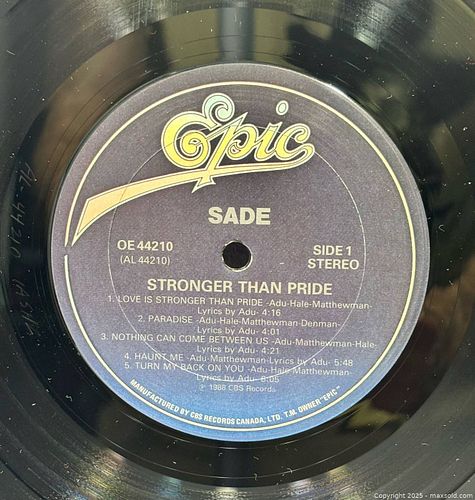 Epic
SADE
OE 44210
(AL 44210)
SIDE 1
STEREO
STRONGER THAN PRIDE
1. LOVE IS STRONGER THAN PRIDE -Adu-Hale-Matthewman-
Lyrics by Adu- 4:16
2. PARADISE -Adu-Hale-Matthewman-Denman-
Lyrics by Adu- 4:01
3. NOTHING CAN COME BETWEEN US -Adu-Matthewman-Hale-
Lyrics by Adu- 4:21
4. HAUNT ME -Adu-Matthewman-Lyrics by Adu- 5:48
5. TURN MY BACK ON YOU -Adu-Hale-Matthewman-
Lyrics by Adu- 6:05
℗ 1988 CBS Records
MANUFACTURED BY CBS RECORDS CANADA, LTD. T.M. OWNER "EPIC"
Copyright 2025 - maxsold.com